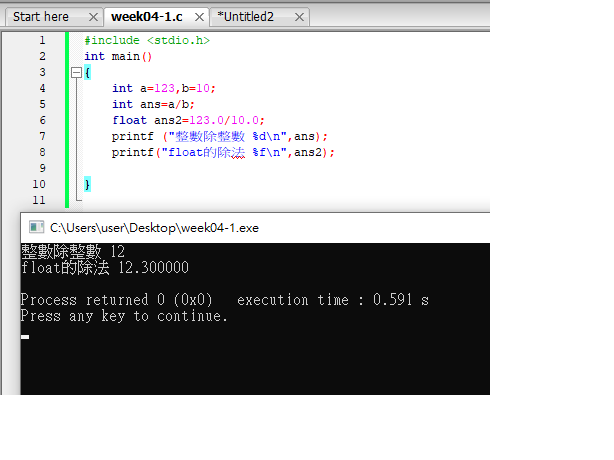 Start here
week04-1.c
*Untitled2
1 #include <stdio.h>
2 int main()
3 {
4 int a=123,b=10;
5 int ans=a/b;
6 float ans2=123.0/10.0;
7 printf ("整數除整數 %d\n",ans);
8 printf("float的除法 %f\n",ans2);
9
10 }
11
C:\Users\user\Desktop\week04-1.exe
整數除整數 12
float的除法 12.300000
Process returned 0 (0x0)   execution time : 0.591 s
Press any key to continue.